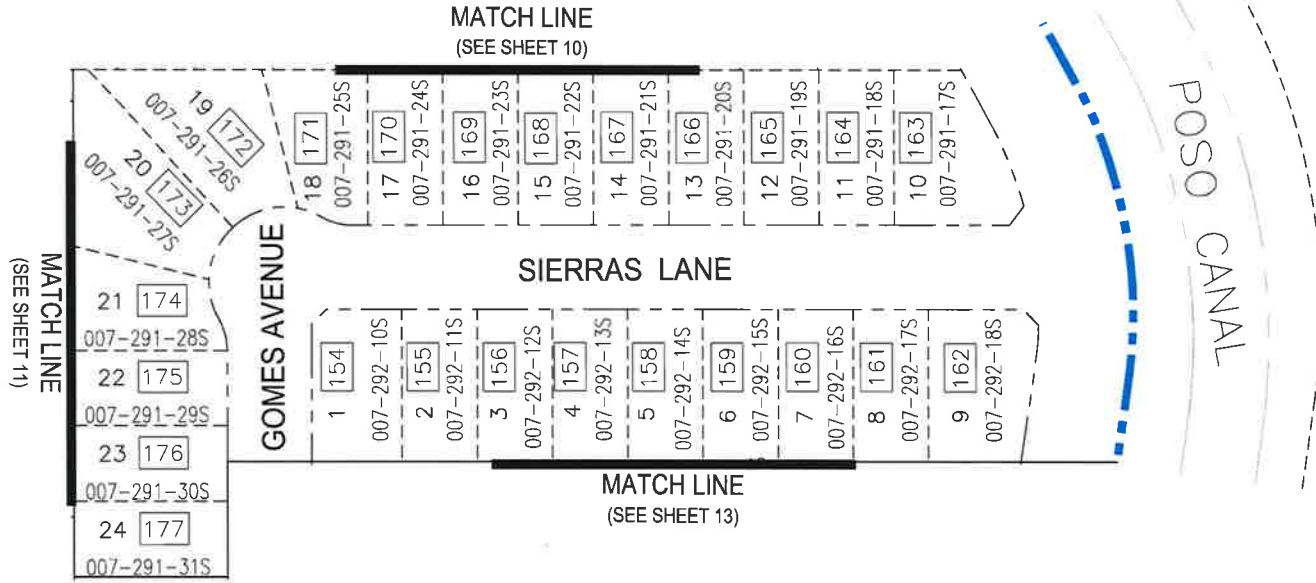 MATCH LINE
(SEE SHEET 10)
19 172
007-291-26S
20 173
007-291-27S
18 171
007-291-25S
17 170
007-291-24S
16 169
007-291-23S
15 168
007-291-22S
14 167
007-291-21S
13 166
007-291-20S
12 165
007-291-19S
11 164
007-291-18S
10 163
007-291-17S
POSO CANAL
SIERRAS LANE
GOMES AVENUE
MATCH LINE
(SEE SHEET 11)
21 174
007-291-28S
22 175
007-291-29S
23 176
007-291-30S
24 177
007-291-31S
1 154
007-292-10S
2 155
007-292-11S
3 156
007-292-12S
4 157
007-292-13S
5 158
007-292-14S
6 159
007-292-15S
7 160
007-292-16S
8 161
007-292-17S
9 162
007-292-18S
MATCH LINE
(SEE SHEET 13)